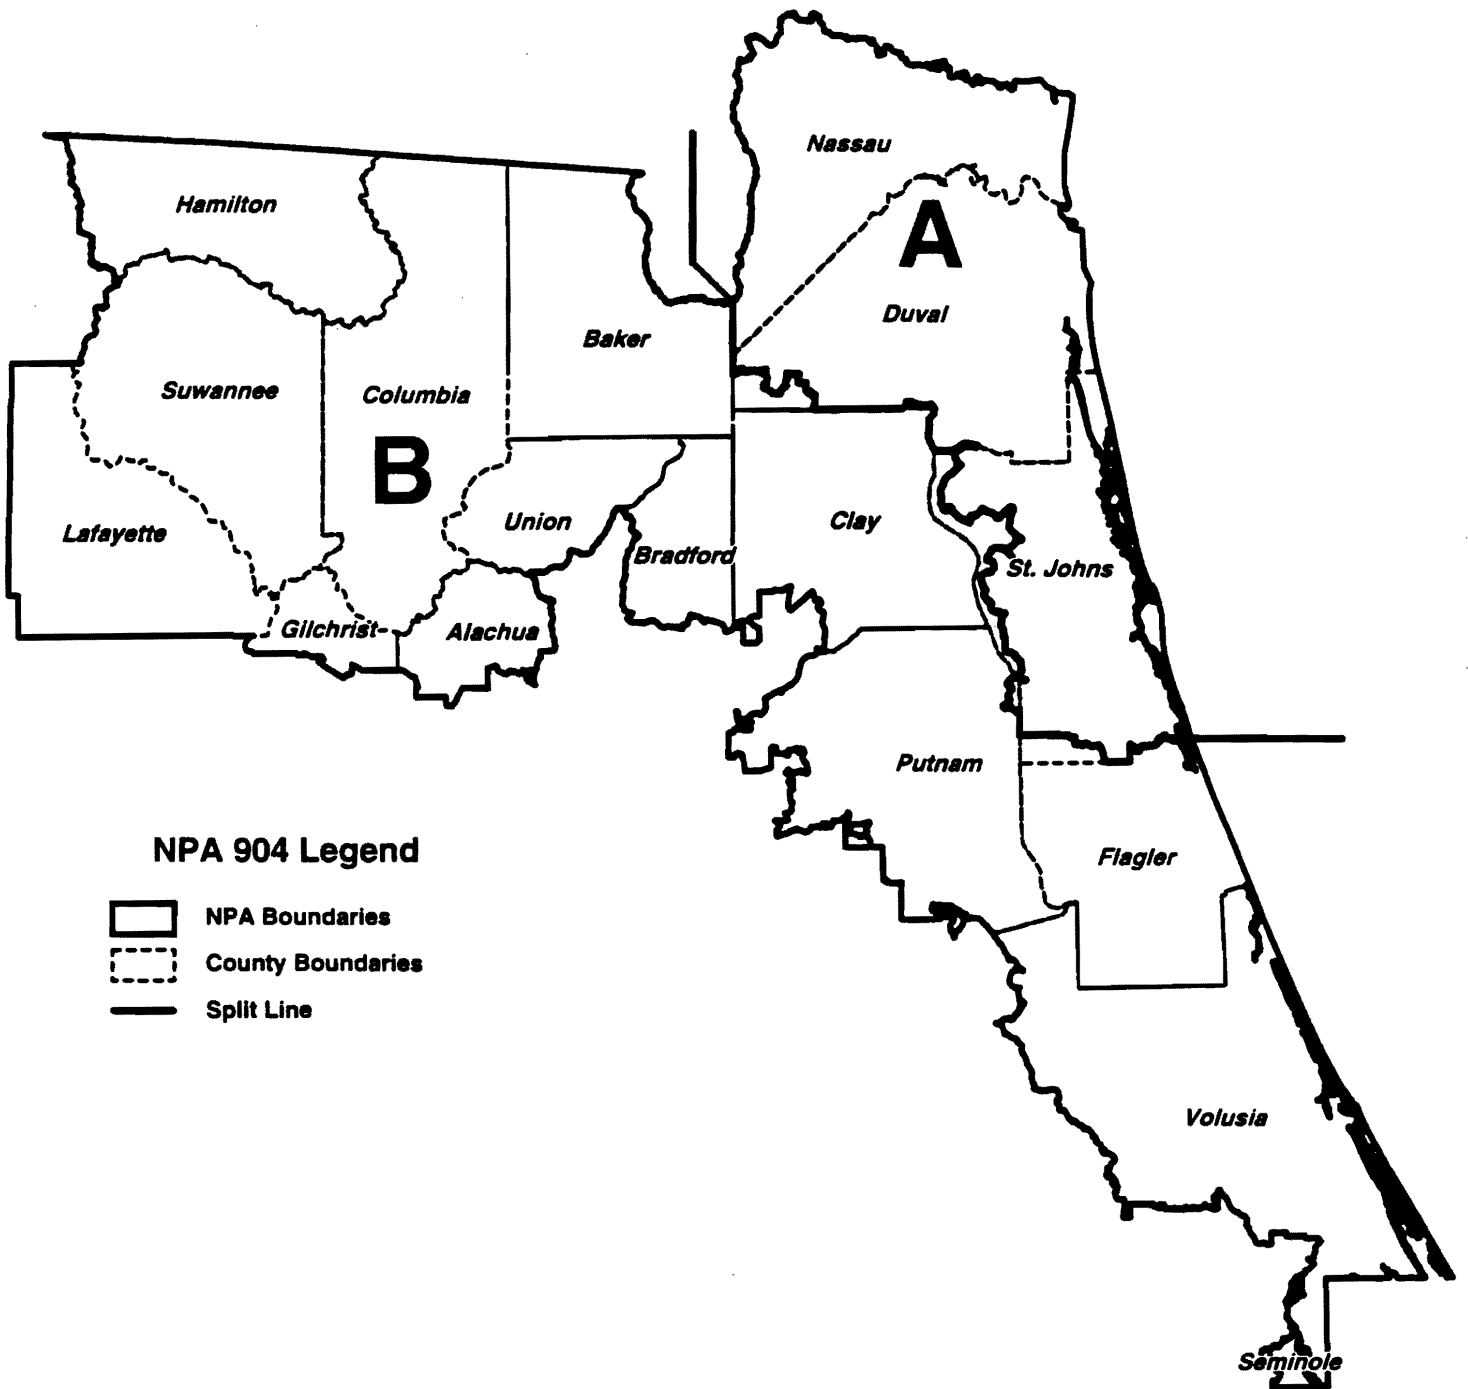 Nassau
Hamilton
A
Duval
Baker
Suwannee
Columbia
B
Lafayette
Union
Clay
Bradford
St. Johns
Gilchrist
Alachua
Putnam
NPA 904 Legend
Flagler
NPA Boundaries
County Boundaries
Split Line
Volusia
Seminole